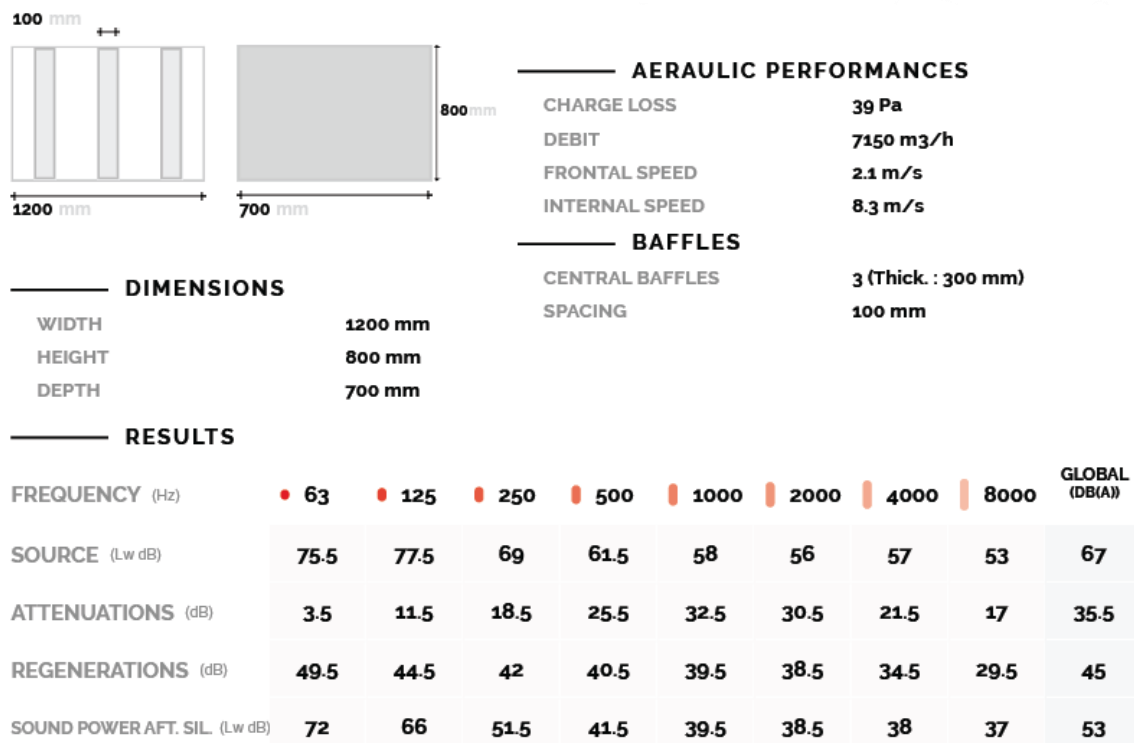 100 mm
800 mm
1200 mm
700 mm
AERAULIC PERFORMANCES
CHARGE LOSS 39 Pa
DEBIT 7150 m3/h
FRONTAL SPEED 2.1 m/s
INTERNAL SPEED 8.3 m/s
BAFFLES
CENTRAL BAFFLES 3 (Thick. : 300 mm)
SPACING 100 mm
DIMENSIONS
WIDTH 1200 mm
HEIGHT 800 mm
DEPTH 700 mm
RESULTS
FREQUENCY (Hz) 63 125 250 500 1000 2000 4000 8000 GLOBAL (DB(A))
SOURCE (Lw dB) 75.5 77.5 69 61.5 58 56 57 53 67
ATTENUATIONS (dB) 3.5 11.5 18.5 25.5 32.5 30.5 21.5 17 35.5
REGENERATIONS (dB) 49.5 44.5 42 40.5 39.5 38.5 34.5 29.5 45
SOUND POWER AFT. SIL. (Lw dB) 72 66 51.5 41.5 39.5 38.5 38 37 53